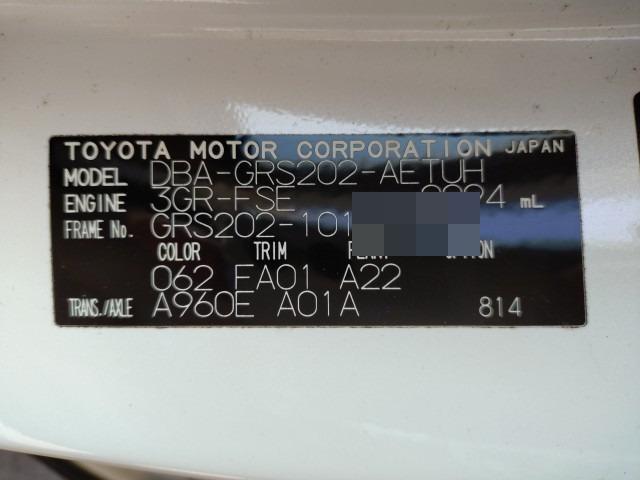 TOYOTA MOTOR CORPORATION JAPAN
MODEL DBA-GRS202-AETUH
ENGINE 3GR-FSE mL
FRAME No. GRS202-101
COLOR TRIM
062 FA01 A22
TRANS./AXLE A960E A01A 814